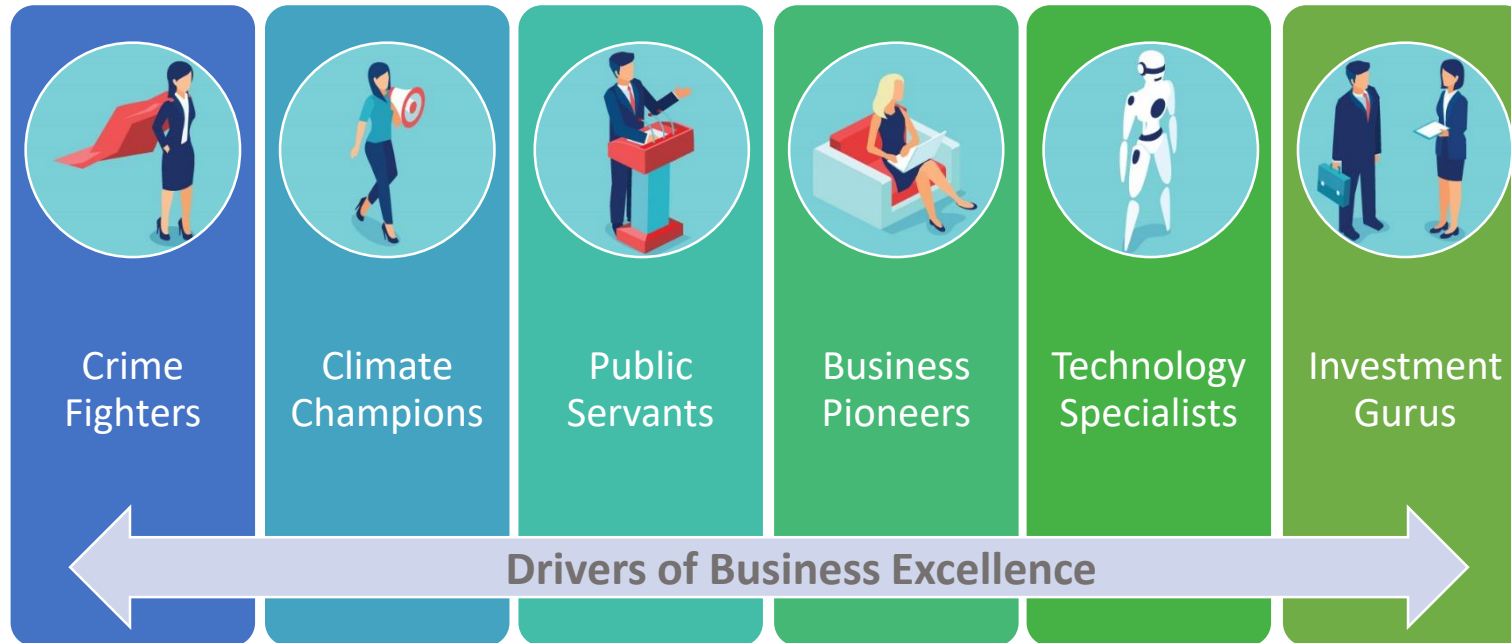 Crime
Fighters
Climate
Champions
Public
Servants
Business
Pioneers
Technology
Specialists
Investment
Gurus
Drivers of Business Excellence